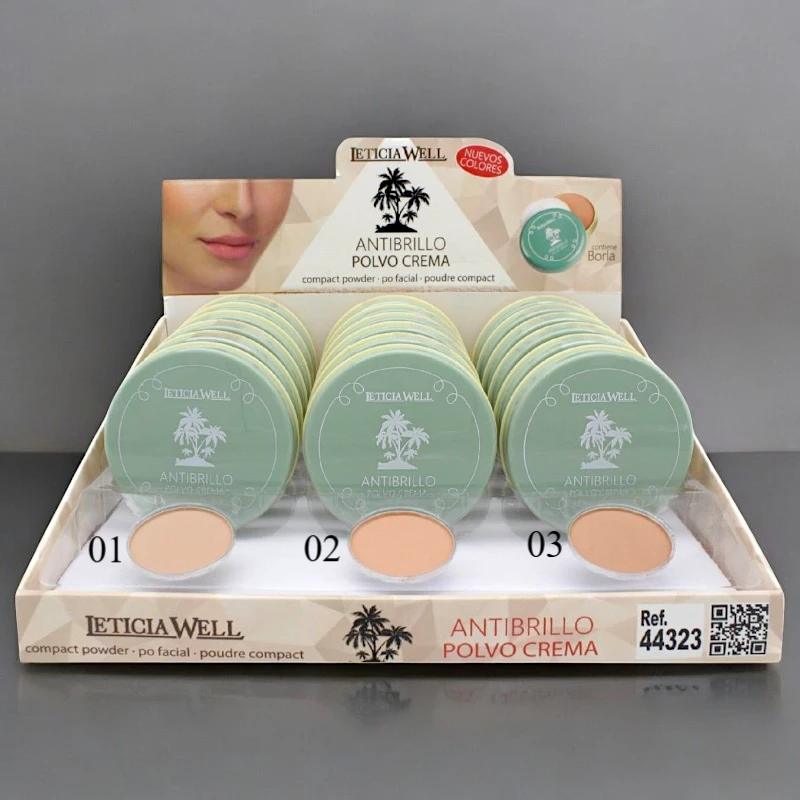 LETICIA WELL
NUEVOS
COLORES
ANTIBRILLO
POLVO CREMA
compact powder · po facial · poudre compact
contiene
Borla
LETICIA WELL
ANTIBRILLO
POLVO CREMA
LETICIA WELL
ANTIBRILLO
POLVO CREMA
LETICIA WELL
ANTIBRILLO
POLVO CREMA
01
02
03
LETICIA WELL
compact powder · po facial · poudre compact
ANTIBRILLO
POLVO CREMA
Ref.
44323